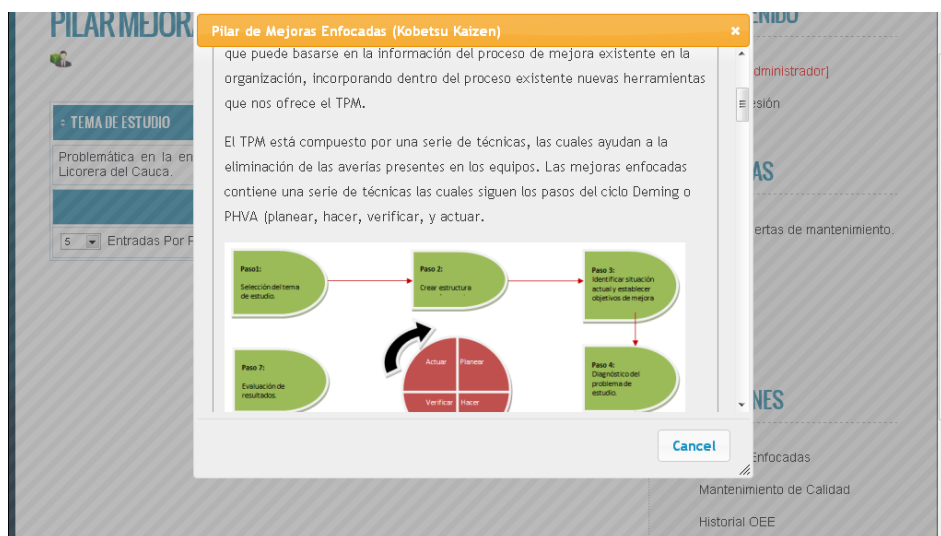 PILAR MEJOR
Pilar de Mejoras Enfocadas (Kobetsu Kaizen)
que puede basarse en la información del proceso de mejora existente en la
organización, incorporando dentro del proceso existente nuevas herramientas
que nos ofrece el TPM.
El TPM está compuesto por una serie de técnicas, las cuales ayudan a la
eliminación de las averías presentes en los equipos. Las mejoras enfocadas
contiene una serie de técnicas las cuales siguen los pasos del ciclo Deming o
PHVA (planear, hacer, verificar, y actuar.
Paso1:
Selección del tema
de estudio.
Paso 2:
Crear estructura
Paso 3:
Identificar situación
actual y establecer
objetivos de mejora
Paso 7:
Evaluación de
resultados.
Actuar
Planear
Verificar
Hacer
Paso 4:
Diagnóstico del
problema de
estudio.
Cancel
TEMA DE ESTUDIO
Problemática en la en
Licorera del Cauca.
5
Entradas Por P
ENIDO
dministrador]
esión
AS
ertas de mantenimiento.
NES
Enfocadas
Mantenimiento de Calidad
Historial OEE